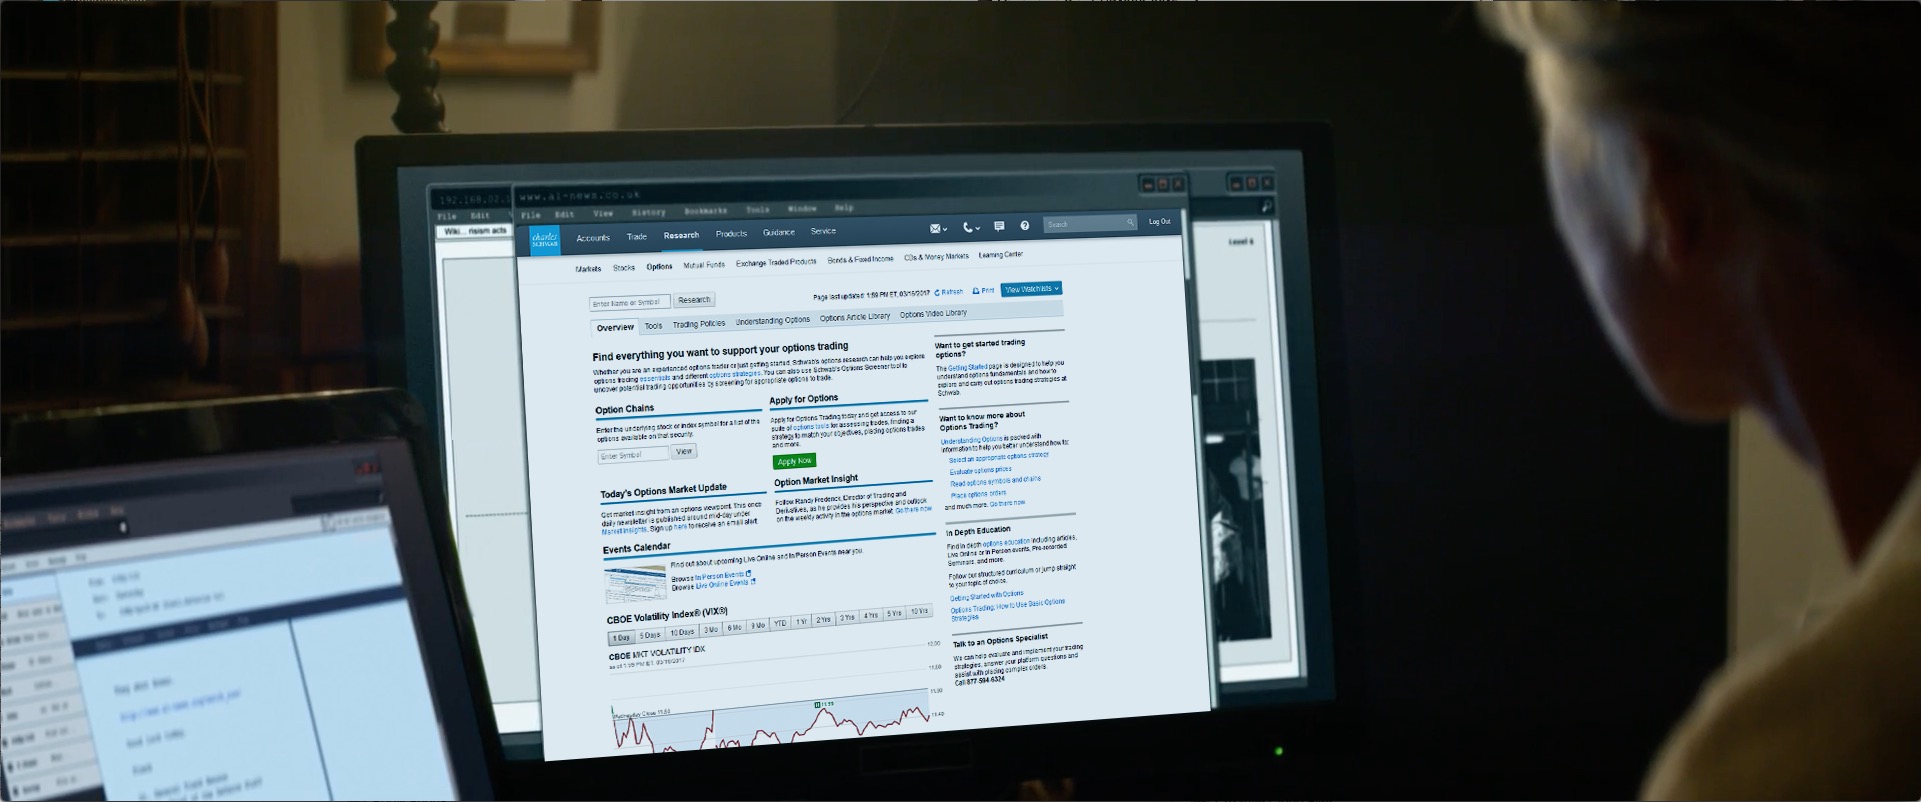 192.168.02.
File Edit
Wiki... risism acts
www.ai-news.co.uk
File Edit View History Bookmarks Tools Window Help
charles
SCHWAB
Accounts Trade Research Products Guidance Service
Search
Log Out
Markets Stocks Options Mutual Funds Exchange Traded Products Bonds & Fixed Income CDs & Money Markets Learning Center
Enter Name or Symbol Research
Page last updated: 1:59 PM ET, 03/16/2017 Refresh Print View Watchlists
Overview Tools Trading Policies Understanding Options Options Article Library Options Video Library
Find everything you want to support your options trading
Whether you are an experienced options trader or just getting started, Schwab's options research can help you explore
options trading essentials and different options strategies. You can also use Schwab's Options Screener tool to
uncover potential trading opportunities by screening for appropriate options to trade.
Option Chains
Enter the underlying stock or index symbol for a list of the
options available on that security.
Enter Symbol View
Apply for Options
Apply for Options Trading today and get access to our
suite of options tools for assessing trades, finding a
strategy to match your objectives, placing options trades
and more.
Apply Now
Today's Options Market Update
Get market insight from an options viewpoint. This once
daily newsletter is published around mid-day under
Market Insights. Sign up here to receive an email alert.
Option Market Insight
Follow Randy Frederick, Director of Trading and
Derivatives, as he provides his perspective and outlook
on the weekly activity in the options market. Go there now.
Events Calendar
Find out about upcoming Live Online and In Person Events near you.
Browse In Person Events
Browse Live Online Events
CBOE Volatility Index® (VIX®)
1 Day 5 Days 10 Days 3 Mo 6 Mo 9 Mo YTD 1 Yr 2 Yrs 3 Yrs 4 Yrs 5 Yrs 10 Yrs
CBOE MKT VOLATILITY IDX
as of 1:59 PM ET, 03/16/2017
12.00
Wednesday Close 11.63
Want to get started trading
options?
The Getting Started page is designed to help you
understand options fundamentals and how to
explore and carry out options trading strategies at
Schwab.
Want to know more about
Options Trading?
Understanding Options is packed with
information to help you better understand how to:
Select an appropriate options strategy
Evaluate options prices
Read options symbols and chains
Place options orders
and much more. Go there now.
In Depth Education
Find in depth options education including articles,
Live Online or In Person events, Pre-recorded
Seminars, and more.
Follow our structured curriculum or jump straight
to your topic of choice.
Getting Started with Options
Options Trading: How to Use Basic Options
Strategies
Talk to an Options Specialist
We can help evaluate and implement your trading
strategies, answer your platform questions and
assist with placing complex orders.
Call 877-594-6324
Level 6